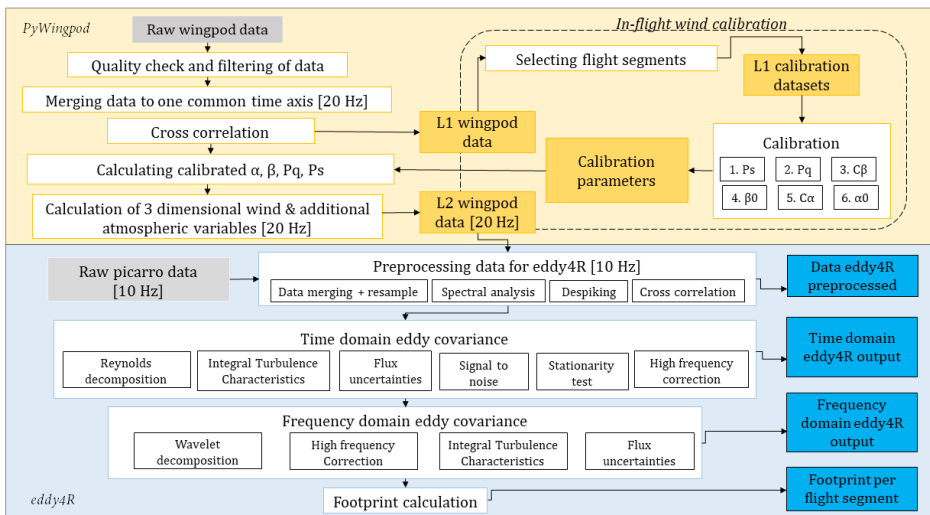 PyWingpod
Raw wingpod data
In-flight wind calibration
Quality check and filtering of data
Selecting flight segments
L1 calibration
datasets
Merging data to one common time axis [20 Hz]
Cross correlation
L1 wingpod
data
Calibration
1. Ps
2. Pq
3. Cβ
4. β0
5. Cα
6. α0
Calibration
parameters
Calculating calibrated α, β, Pq, Ps
Calculation of 3 dimensional wind & additional
atmospheric variables [20 Hz]
L2 wingpod
data [20 Hz]
Raw picarro data
[10 Hz]
Preprocessing data for eddy4R [10 Hz]
Data merging + resample
Spectral analysis
Despiking
Cross correlation
Data eddy4R
preprocessed
Time domain eddy covariance
Reynolds
decomposition
Integral Turbulence
Characteristics
Flux
uncertainties
Signal to
noise
Stationarity
test
High frequency
correction
Time domain
eddy4R output
Frequency domain eddy covariance
Wavelet
decomposition
High frequency
Correction
Integral Turbulence
Characteristics
Flux
uncertainties
Frequency
domain eddy4R
output
Footprint calculation
Footprint per
flight segment
eddy4R